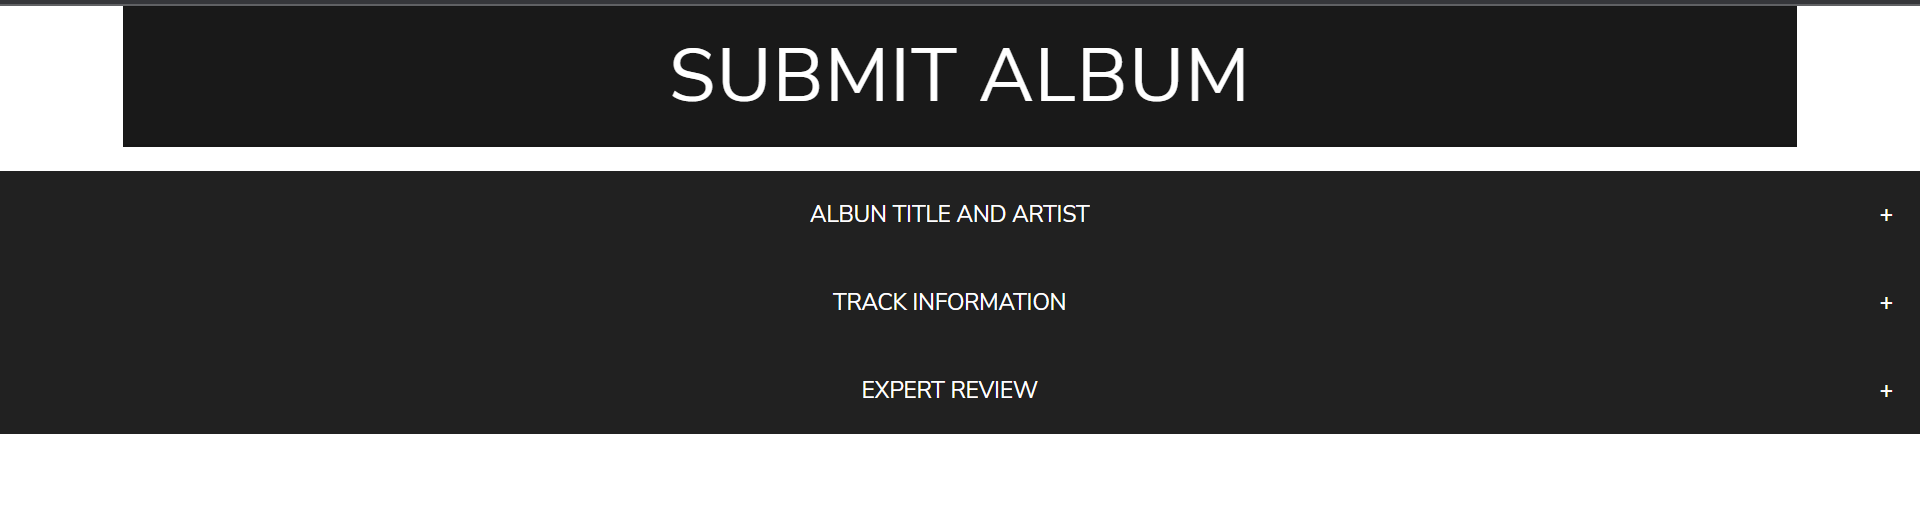 SUBMIT ALBUM
ALBUN TITLE AND ARTIST +
TRACK INFORMATION +
EXPERT REVIEW +